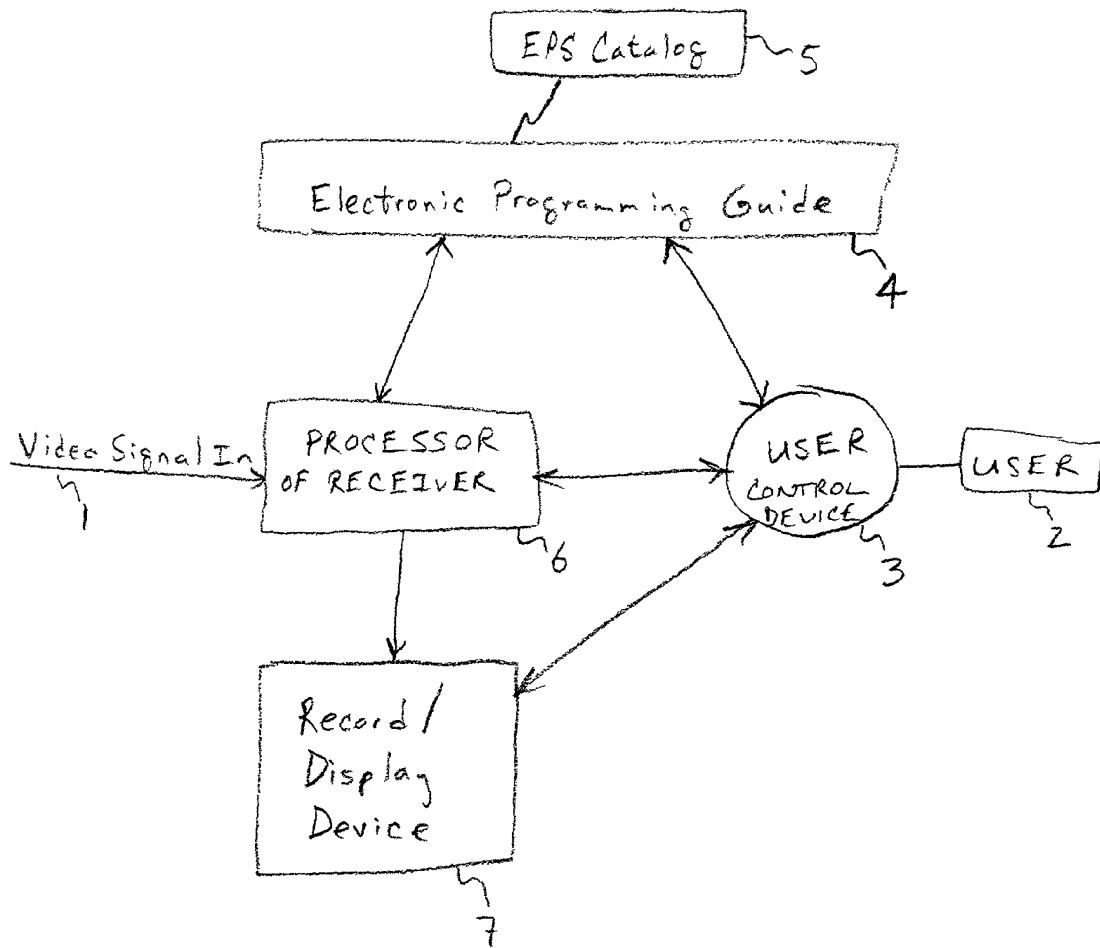 EPS Catalog
5
Electronic Programming Guide
4
Video Signal In
1
PROCESSOR
OF RECEIVER
6
USER
CONTROL
DEVICE
3
USER
2
Record/
Display
Device
7